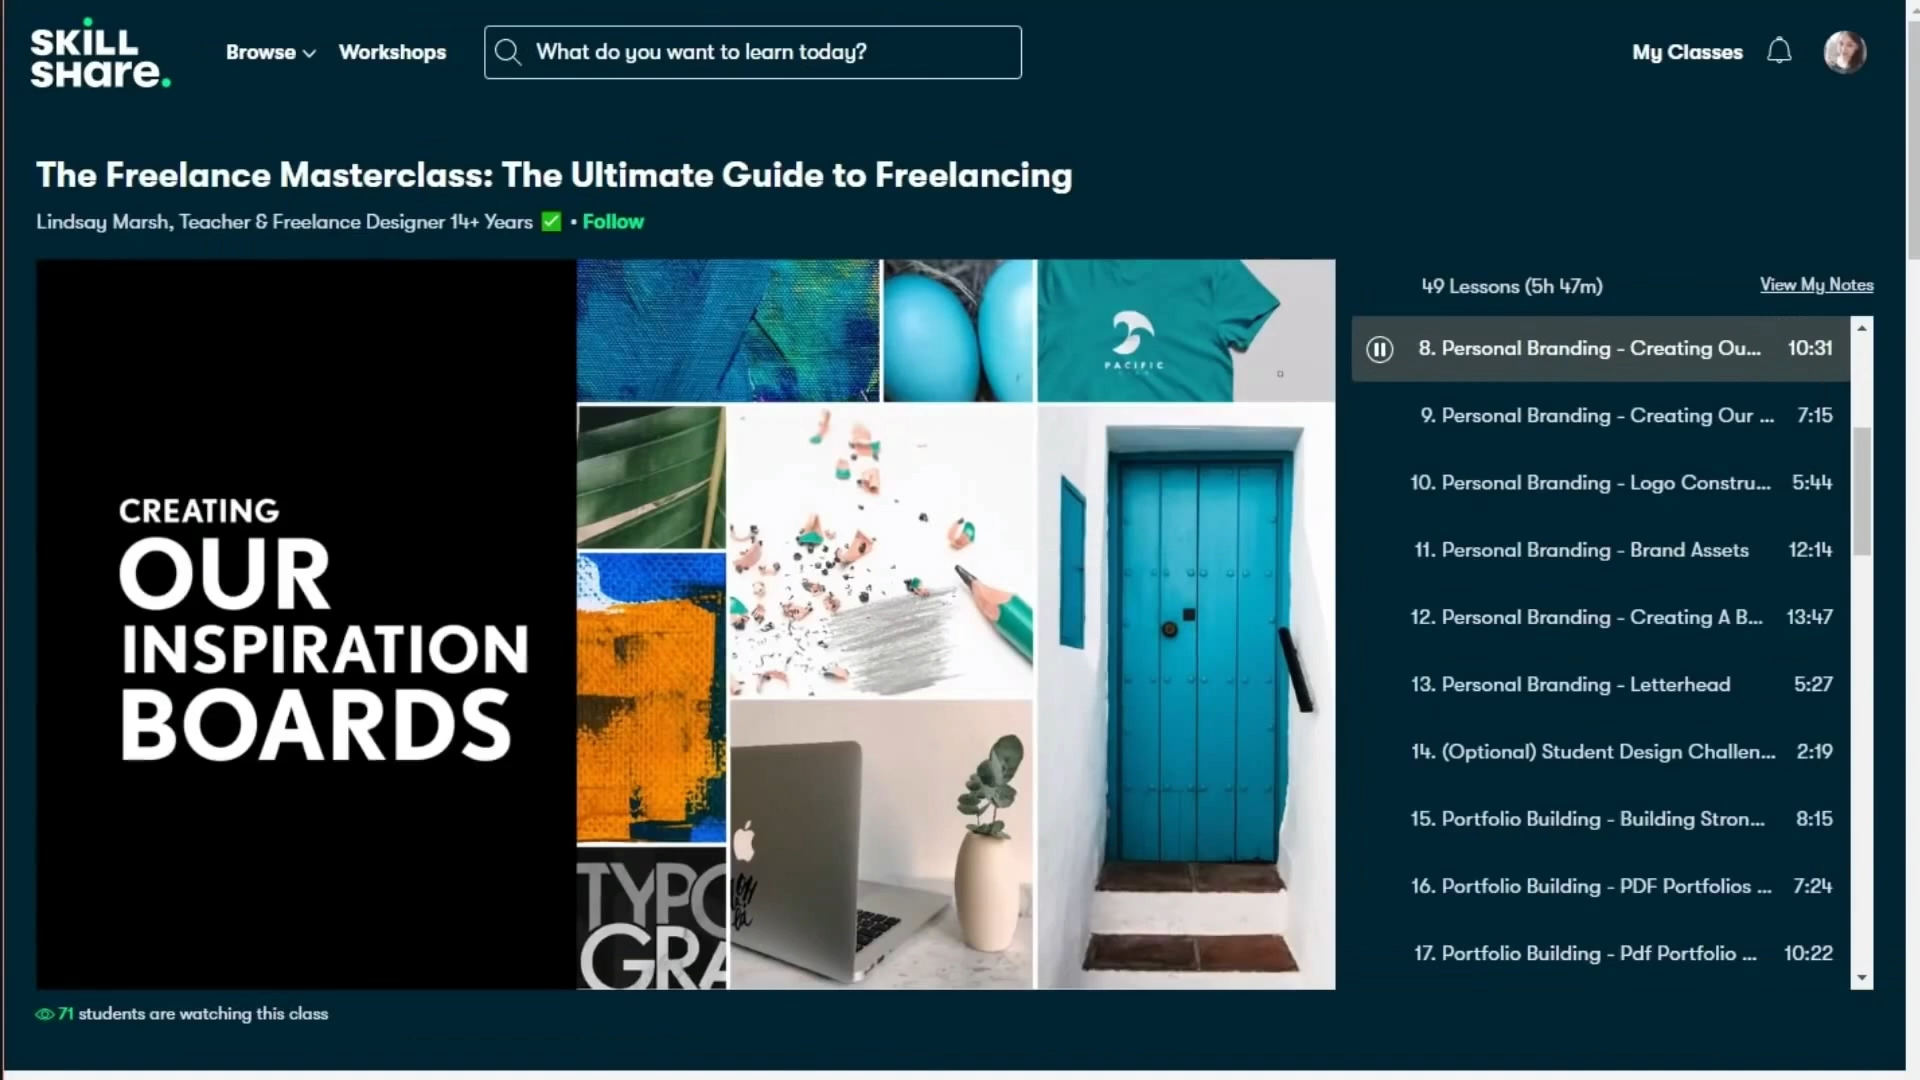 SKILL
SHare.
Browse
Workshops
What do you want to learn today?
My Classes
The Freelance Masterclass: The Ultimate Guide to Freelancing
Lindsay Marsh, Teacher & Freelance Designer 14+ Years ✅ • Follow
CREATING
OUR
INSPIRATION
BOARDS
PACIFIC
TYPO
GRA
49 Lessons (5h 47m)
View My Notes
8. Personal Branding - Creating Ou... 10:31
9. Personal Branding - Creating Our ... 7:15
10. Personal Branding - Logo Constru... 5:44
11. Personal Branding - Brand Assets 12:14
12. Personal Branding - Creating A B... 13:47
13. Personal Branding - Letterhead 5:27
14. (Optional) Student Design Challen... 2:19
15. Portfolio Building - Building Stron... 8:15
16. Portfolio Building - PDF Portfolios ... 7:24
17. Portfolio Building - Pdf Portfolio ... 10:22
71 students are watching this class